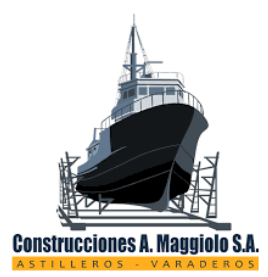 Construcciones A. Maggiolo S.A.
ASTILLEROS - VARADEROS